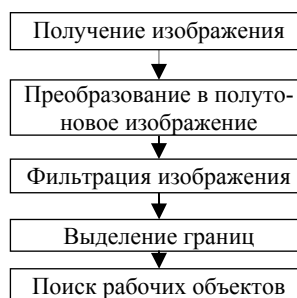 Получение изображения
Преобразование в полуто-
новое изображение
Фильтрация изображения
Выделение границ
Поиск рабочих объектов